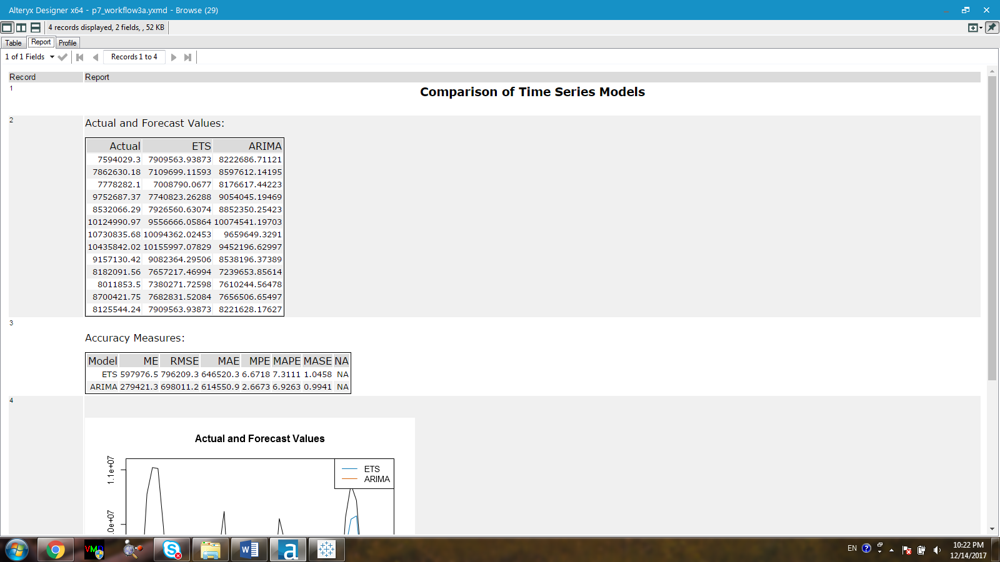 Alteryx Designer x64 - p7_workflow3a.yxmd - Browse (29)
4 records displayed, 2 fields, , 52 KB
Table Report Profile
1 of 1 Fields Records 1 to 4
Record Report
1 Comparison of Time Series Models
2 Actual and Forecast Values:
Actual ETS ARIMA
7594029.3 7909563.93873 8222686.71121
7862630.18 7109699.11593 8597612.14195
7778282.1 7008790.0677 8176617.44223
9752687.37 7740823.26288 9054045.19469
8532066.29 7926560.63074 8852350.25423
10124990.97 9556666.05864 10074541.19703
10730835.68 10094362.02453 9659649.3291
10435842.02 10155997.07829 9452196.62997
9157130.42 9082364.29506 8538196.37389
8182091.56 7657217.46994 7239653.85614
8011853.5 7380271.72598 7610244.56478
8700421.75 7682831.52084 7656506.65497
8125544.24 7909563.93873 8221628.17627
3
Accuracy Measures:
Model ME RMSE MAE MPE MAPE MASE NA
ETS 597976.5 796209.3 646520.3 6.6718 7.3111 1.0458 NA
ARIMA 279421.3 698011.2 614550.9 2.6673 6.9263 0.9941 NA
4
Actual and Forecast Values
1.1e+07
ETS
ARIMA
.0e+07
VMD
W
a
EN
10:22 PM
12/14/2017